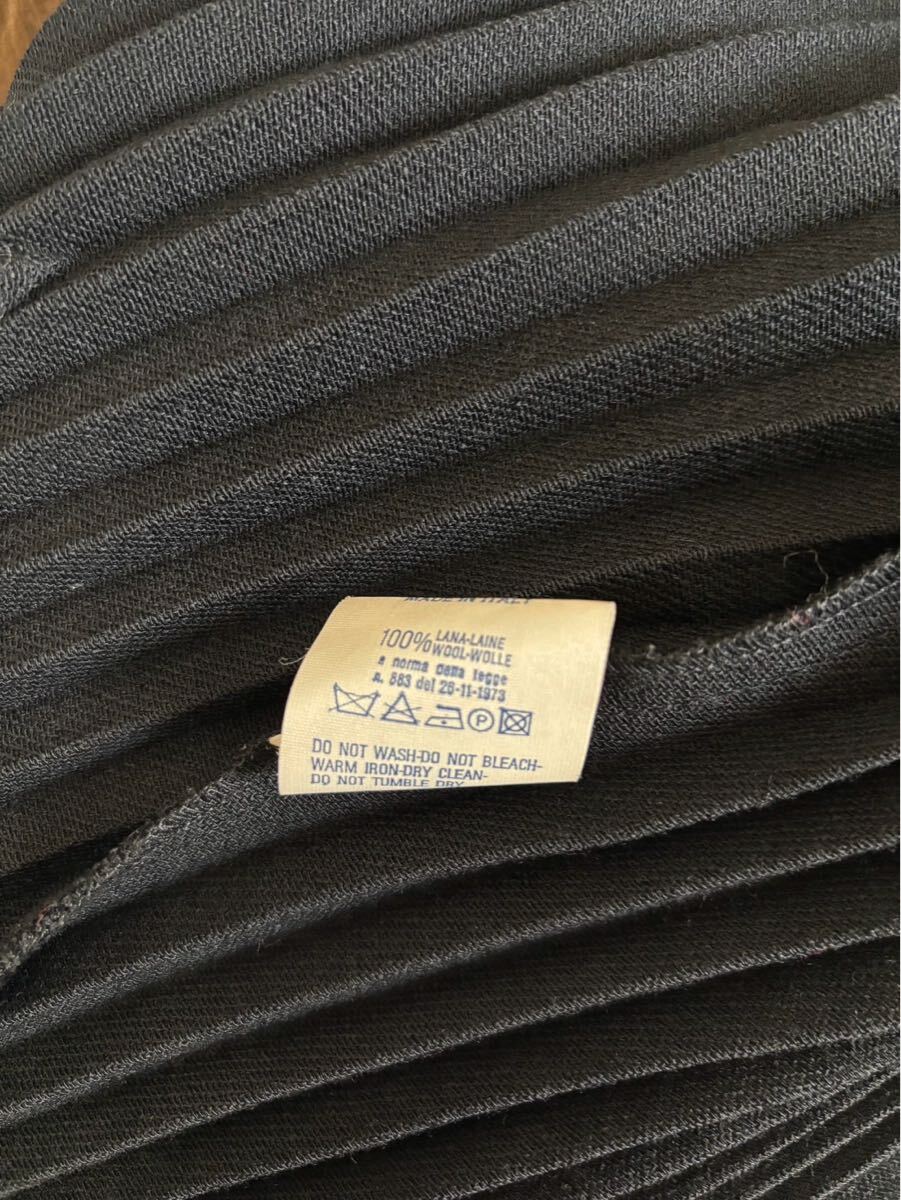 MADE IN ITALY
100% LANA-LAINE
WOOL-WOLLE
a norma della legge
n. 883 del 26-11-1973
P
DO NOT WASH-DO NOT BLEACH-
WARM IRON-DRY CLEAN-
DO NOT TUMBLE DRY